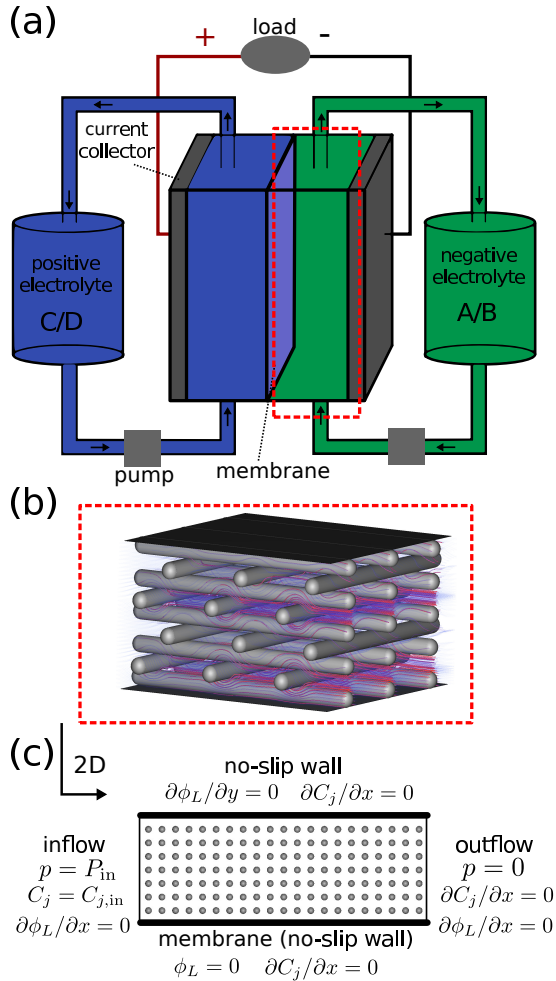 (a)
load
+
-
current
collector
positive
electrolyte
C/D
negative
electrolyte
A/B
pump
membrane
(b)
(c)
2D
no-slip wall
∂ϕ_L/∂y = 0 ∂C_j/∂x = 0
inflow
p = P_in
C_j = C_{j,in}
∂ϕ_L/∂x = 0
outflow
p = 0
∂C_j/∂x = 0
∂ϕ_L/∂x = 0
membrane (no-slip wall)
ϕ_L = 0 ∂C_j/∂x = 0